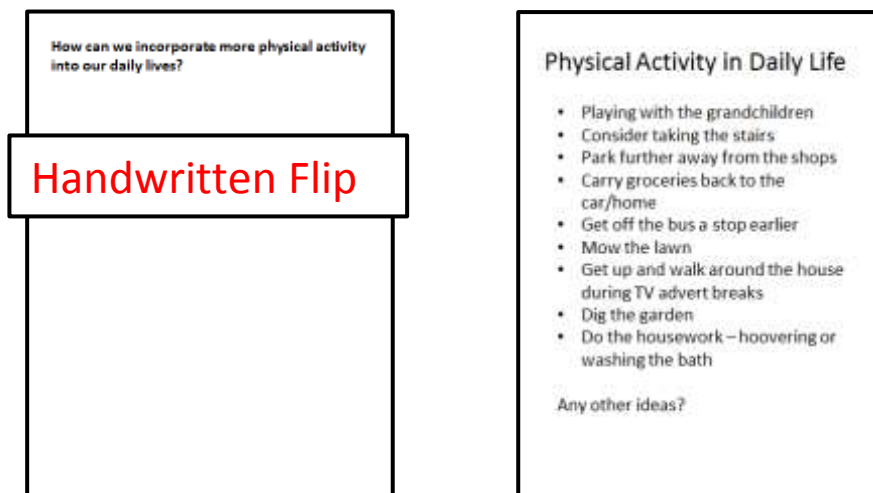 How can we incorporate more physical activity
into our daily lives?
Handwritten Flip
Physical Activity in Daily Life
• Playing with the grandchildren
• Consider taking the stairs
• Park further away from the shops
• Carry groceries back to the
car/home
• Get off the bus a stop earlier
• Mow the lawn
• Get up and walk around the house
during TV advert breaks
• Dig the garden
• Do the housework – hoovering or
washing the bath
Any other ideas?